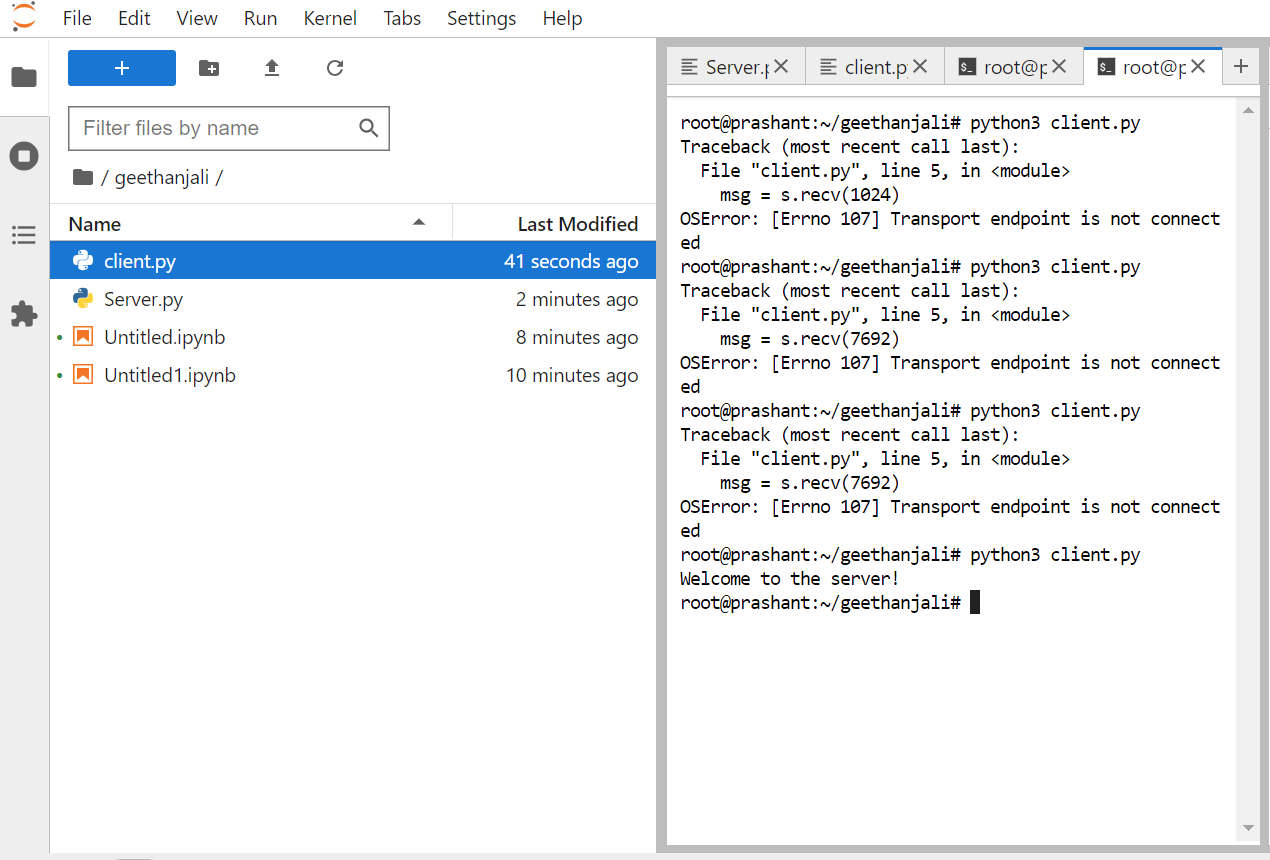 File Edit View Run Kernel Tabs Settings Help
+
Filter files by name
/ geethanjali /
Name Last Modified
client.py 41 seconds ago
Server.py 2 minutes ago
Untitled.ipynb 8 minutes ago
Untitled1.ipynb 10 minutes ago
Server.p client.py root@p root@p +
root@prashant:~/geethanjali# python3 client.py
Traceback (most recent call last):
File "client.py", line 5, in <module>
msg = s.recv(1024)
OSError: [Errno 107] Transport endpoint is not connect
ed
root@prashant:~/geethanjali# python3 client.py
Traceback (most recent call last):
File "client.py", line 5, in <module>
msg = s.recv(7692)
OSError: [Errno 107] Transport endpoint is not connect
ed
root@prashant:~/geethanjali# python3 client.py
Traceback (most recent call last):
File "client.py", line 5, in <module>
msg = s.recv(7692)
OSError: [Errno 107] Transport endpoint is not connect
ed
root@prashant:~/geethanjali# python3 client.py
Welcome to the server!
root@prashant:~/geethanjali#